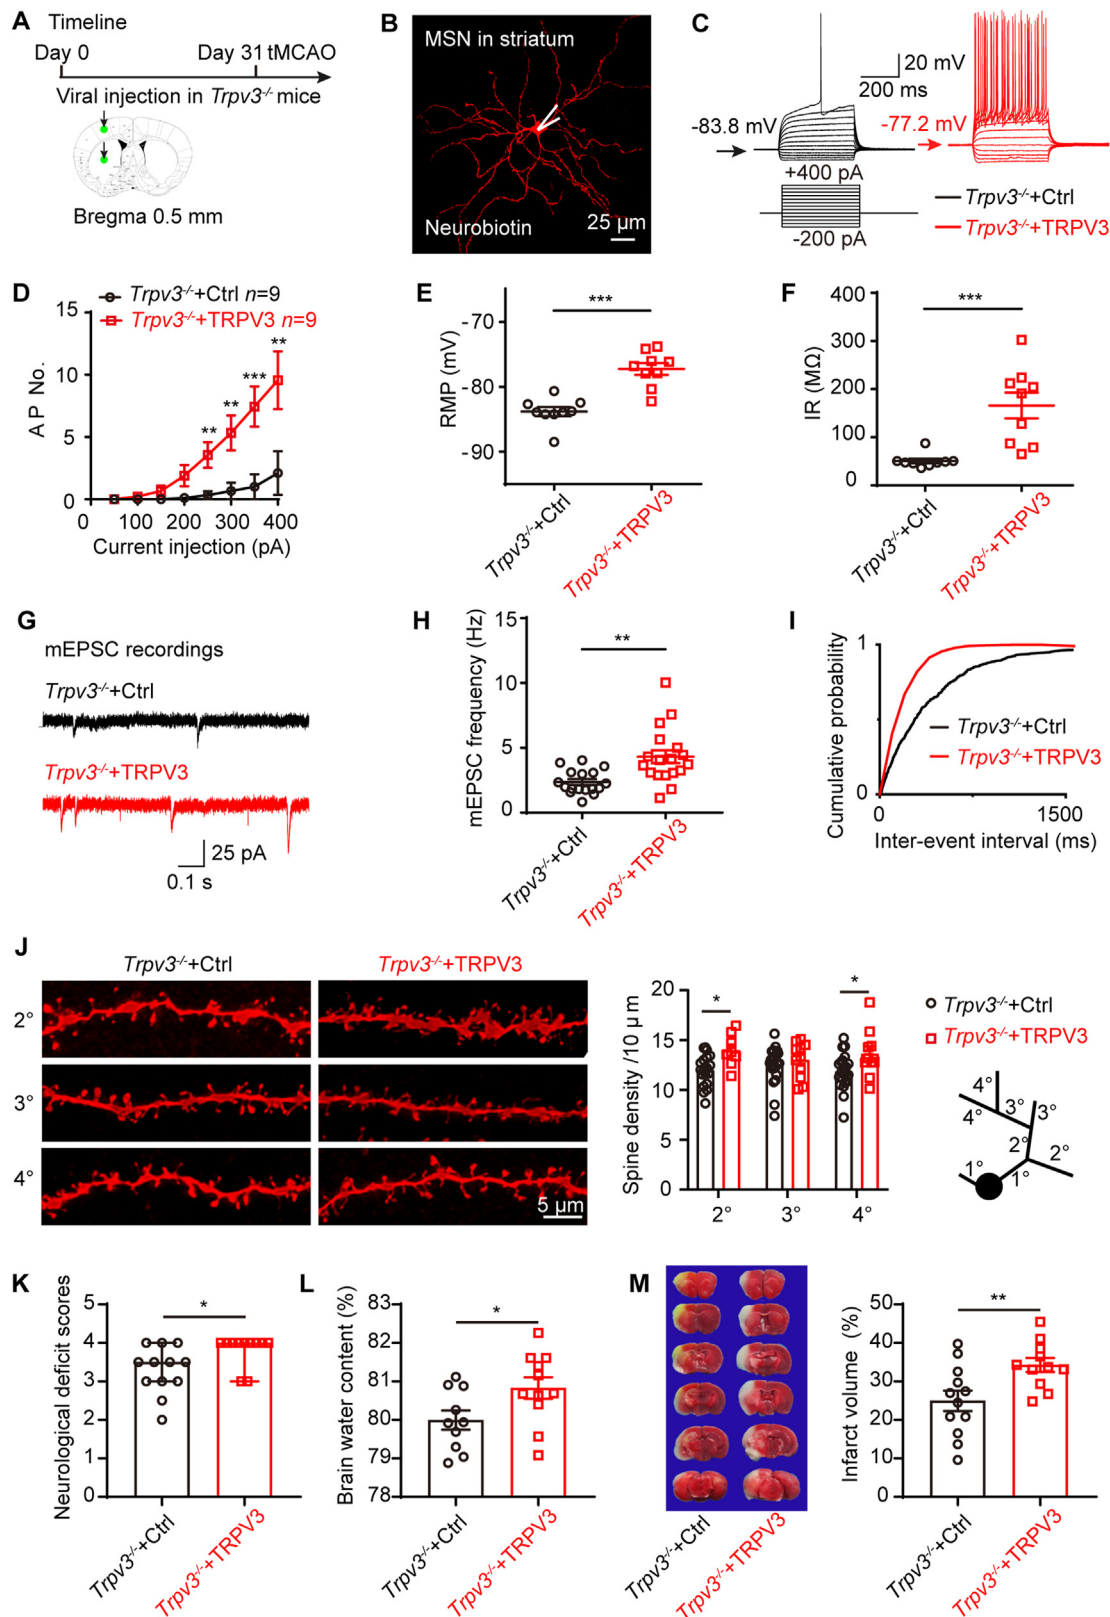 A Timeline
Day 0 Day 31 tMCAO
Viral injection in Trpv3-/- mice
Bregma 0.5 mm
B
MSN in striatum
Neurobiotin
25 µm
C
20 mV
200 ms
-83.8 mV
-77.2 mV
+400 pA
-200 pA
Trpv3-/-+Ctrl
Trpv3-/-+TRPV3
D
Trpv3-/-+Ctrl n=9
Trpv3-/-+TRPV3 n=9
AP No.
15
10
5
0
** *** ** **
0 100 200 300 400
Current injection (pA)
E
***
RMP (mV)
-70
-80
-90
Trpv3-/-+Ctrl
Trpv3-/-+TRPV3
F
***
IR (MΩ)
400
300
200
100
0
Trpv3-/-+Ctrl
Trpv3-/-+TRPV3
G
mEPSC recordings
Trpv3-/-+Ctrl
Trpv3-/-+TRPV3
25 pA
0.1 s
H
**
mEPSC frequency (Hz)
15
10
5
0
Trpv3-/-+Ctrl
Trpv3-/-+TRPV3
I
Cumulative probability
1
0
Trpv3-/-+Ctrl
Trpv3-/-+TRPV3
0 1500
Inter-event interval (ms)
J
Trpv3-/-+Ctrl Trpv3-/-+TRPV3
2°
3°
4°
5 µm
Spine density /10 µm
20
15
10
5
0
* *
2° 3° 4°
Trpv3-/-+Ctrl
Trpv3-/-+TRPV3
4°
4° 3° 3°
2° 2°
1° 1°
K
*
Neurological deficit scores
5
4
3
2
1
0
Trpv3-/-+Ctrl
Trpv3-/-+TRPV3
L
*
Brain water content (%)
83
82
81
80
79
78
Trpv3-/-+Ctrl
Trpv3-/-+TRPV3
M
Trpv3-/-+Ctrl
Trpv3-/-+TRPV3
**
Infarct volume (%)
50
40
30
20
10
0
Trpv3-/-+Ctrl
Trpv3-/-+TRPV3